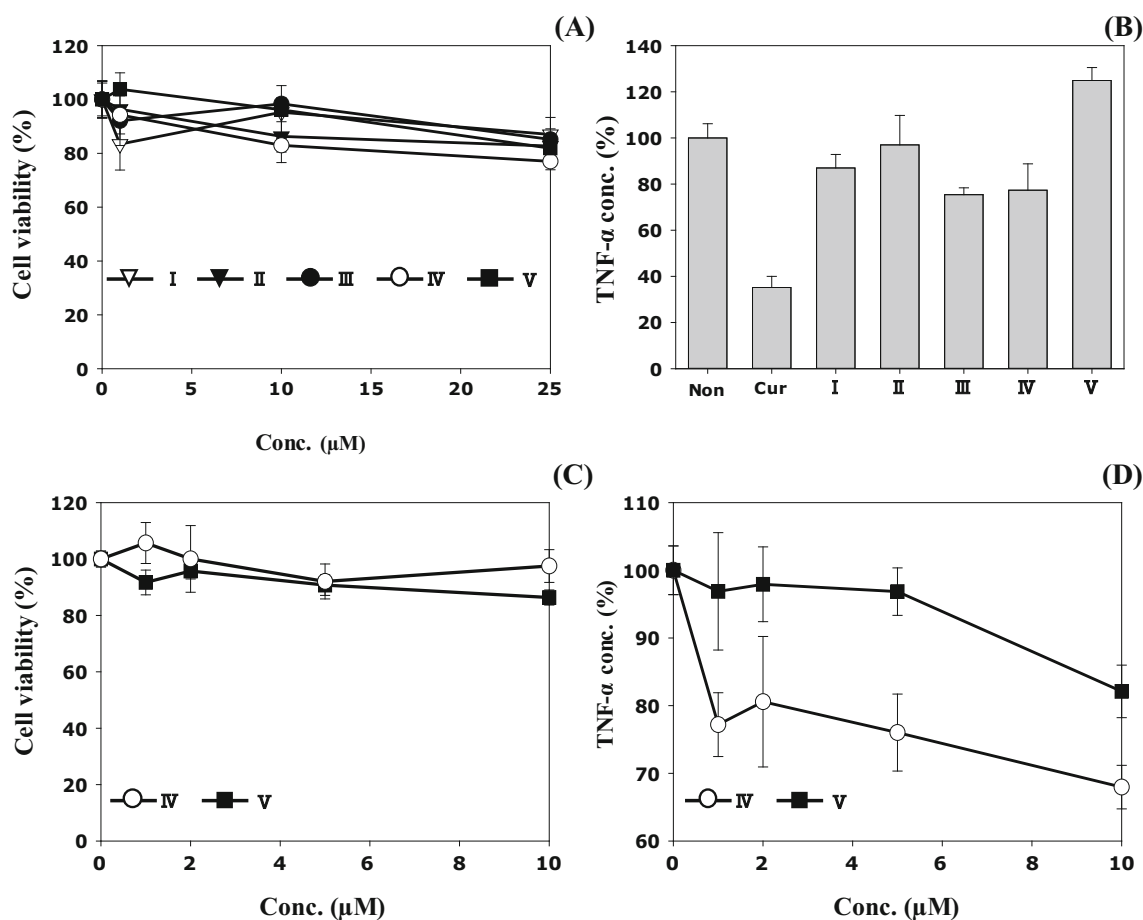 (A)
120
100
80
60
40
20
0
Cell viability (%)
I II III IV V
0 5 10 15 20 25
Conc. (μM)
(B)
140
120
100
80
60
40
20
0
TNF-α conc. (%)
Non Cur I II III IV V
(C)
120
100
80
60
40
20
0
Cell viability (%)
IV V
0 2 4 6 8 10
Conc. (μM)
(D)
110
100
90
80
70
60
TNF-α conc. (%)
IV V
0 2 4 6 8 10
Conc. (μM)